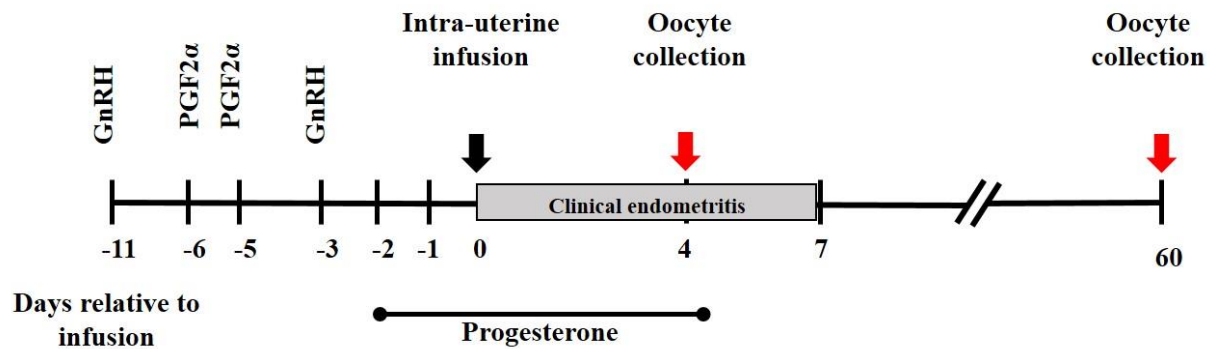 Intra-uterine
infusion
Oocyte
collection
Oocyte
collection
GnRH
PGF2α
PGF2α
GnRH
Clinical endometritis
-11
-6
-5
-3
-2
-1
0
4
7
60
Days relative to
infusion
Progesterone